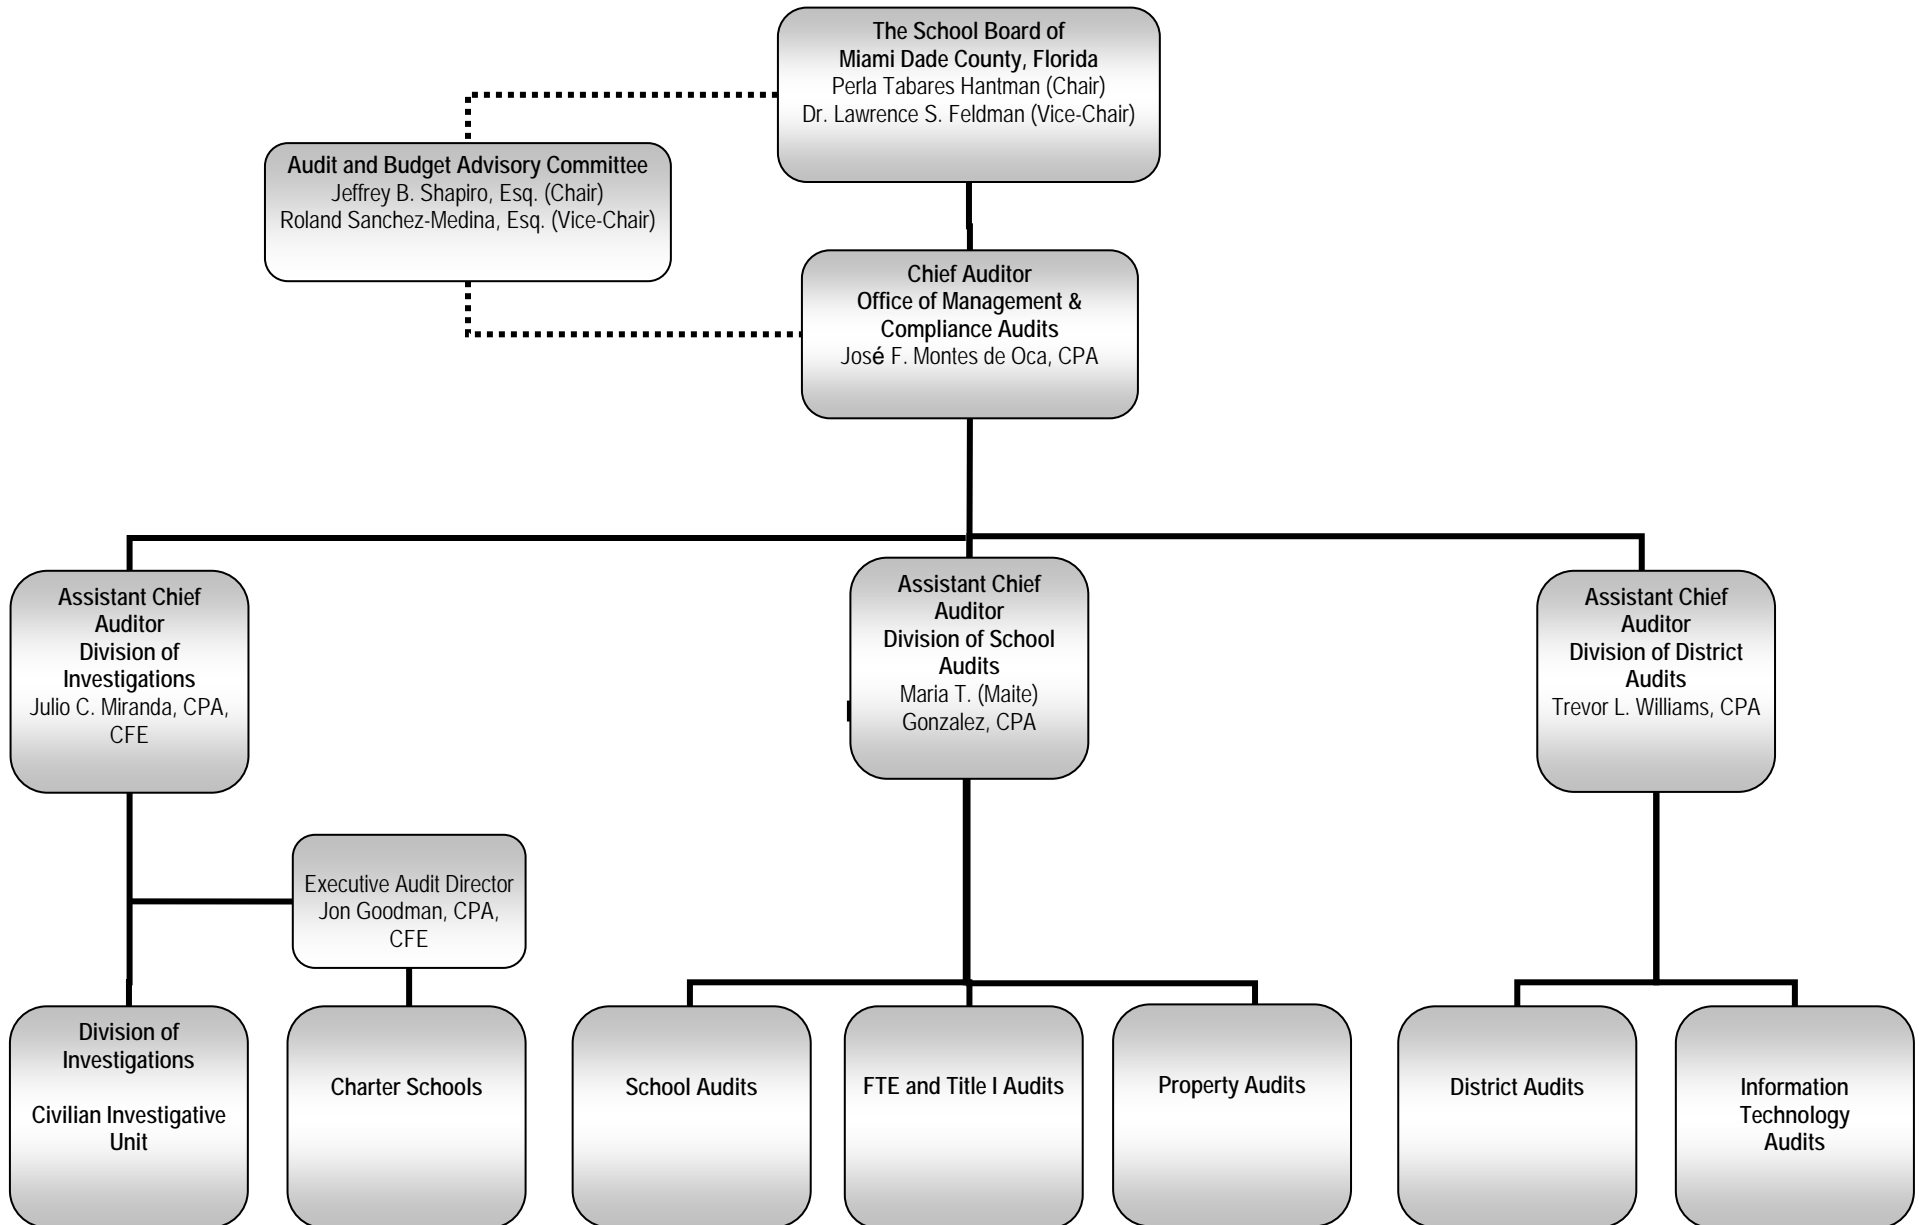 The School Board of
Miami Dade County, Florida
Perla Tabares Hantman (Chair)
Dr. Lawrence S. Feldman (Vice-Chair)
Audit and Budget Advisory Committee
Jeffrey B. Shapiro, Esq. (Chair)
Roland Sanchez-Medina, Esq. (Vice-Chair)
Chief Auditor
Office of Management &
Compliance Audits
José F. Montes de Oca, CPA
Assistant Chief
Auditor
Division of
Investigations
Julio C. Miranda, CPA,
CFE
Assistant Chief
Auditor
Division of School
Audits
Maria T. (Maite)
Gonzalez, CPA
Assistant Chief
Auditor
Division of District
Audits
Trevor L. Williams, CPA
Executive Audit Director
Jon Goodman, CPA,
CFE
Division of
Investigations
Civilian Investigative
Unit
Charter Schools
School Audits
FTE and Title I Audits
Property Audits
District Audits
Information
Technology
Audits